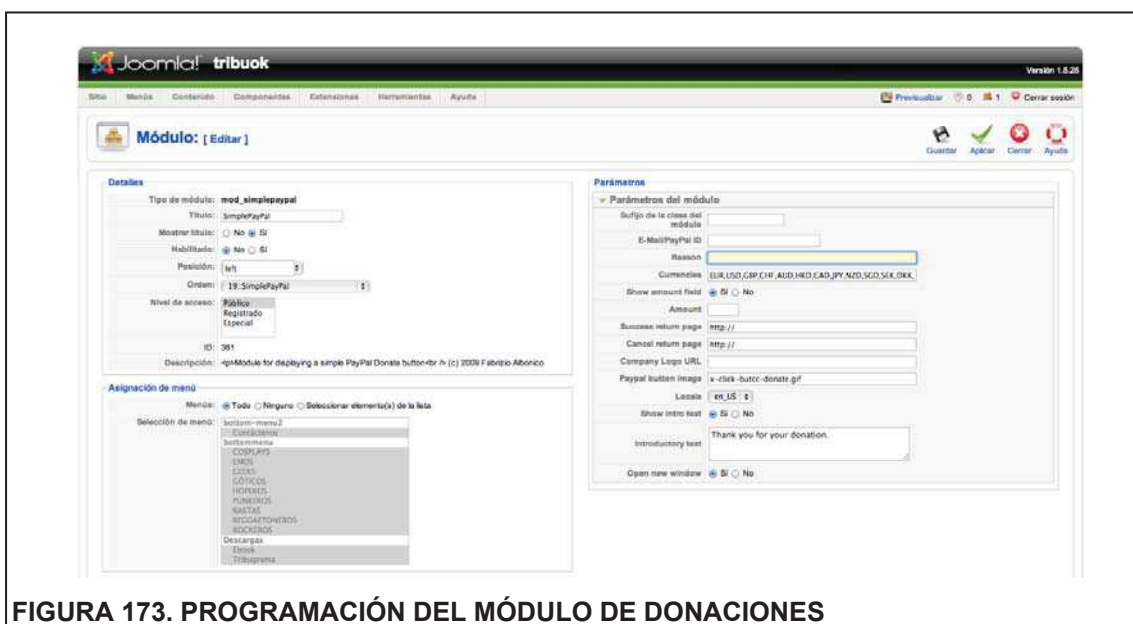 Joomla! tribuok
Versión 1.5.25
Sitio Menús Contenido Componentes Extensiones Herramientas Ayuda
Previsualizar 0 1 Cerrar sesión
Módulo: [ Editar ]
Guardar Aplicar Cerrar Ayuda
Detalles
Tipo de módulo: mod_simplepaypal
Título: SimplePayPal
Mostrar título: No Sí
Habilitado: No Sí
Posición: left
Orden: 19::SimplePayPal
Nivel de acceso: Público
Registrado
Especial
ID: 361
Descripción: <p>Module for displaying a simple PayPal Donate button<br /> (c) 2009 Fabrizio Albonico
Asignación de menú
Menús: Todo Ninguno Seleccionar elemento(s) de la lista
Selección de menú: bottom-menu2
Contáctenos
bottommenu
COSPLAYS
EMOS
GÓTICOS
HOPEROS
PUNKEROS
RASTAS
REGGAETONEROS
ROCKEROS
Descargas
Ebook
Tribugrama
Parámetros
Parámetros del módulo
Sufijo de la clase del módulo
E-Mail/PayPal ID
Reason
Currencies EUR,USD,GBP,CHF,AUD,HKD,CAD,JPY,NZD,SGD,SEK,DKK,
Show amount field Sí No
Amount
Success return page http://
Cancel return page http://
Company Logo URL
Paypal button image x-click-butcc-donate.gif
Locale en_US
Show intro text Sí No
Introductory text Thank you for your donation.
Open new window Sí No
FIGURA 173. PROGRAMACIÓN DEL MÓDULO DE DONACIONES